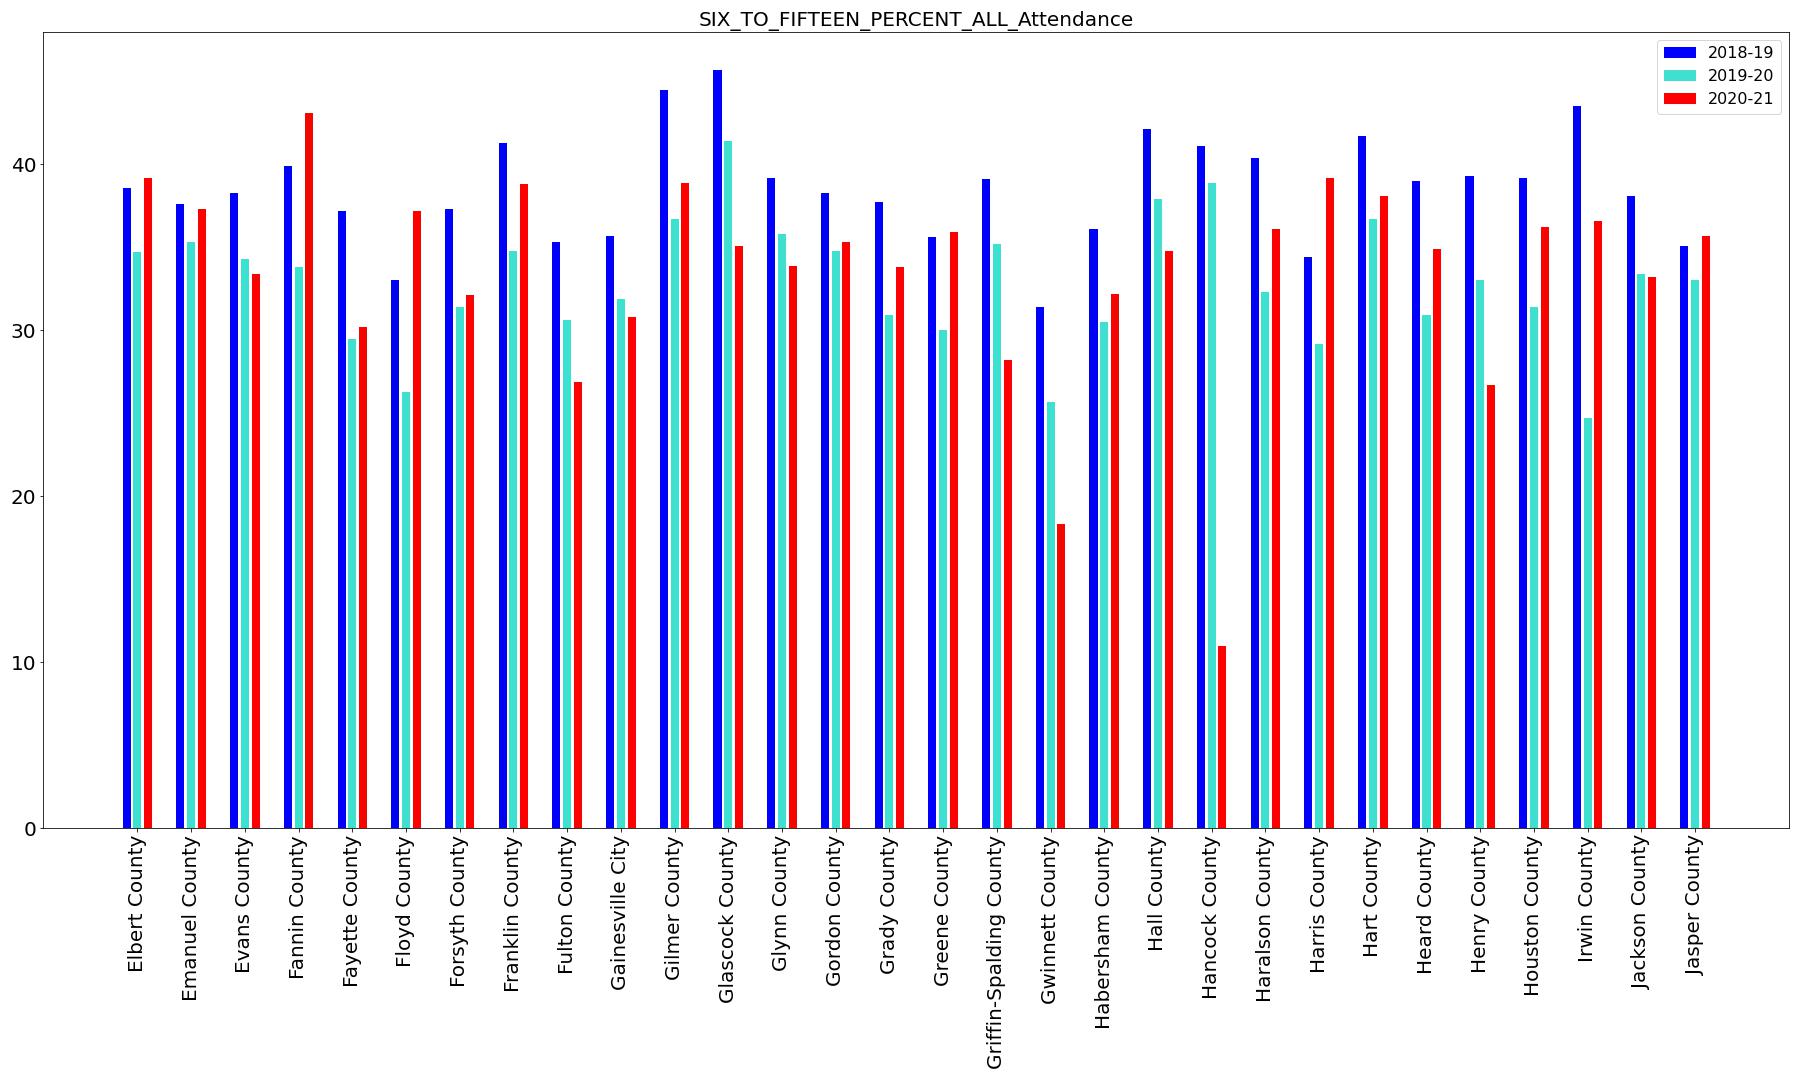 SIX_TO_FIFTEEN_PERCENT_ALL_Attendance
2018-19
2019-20
2020-21
40
30
20
10
0
Elbert County
Emanuel County
Evans County
Fannin County
Fayette County
Floyd County
Forsyth County
Franklin County
Fulton County
Gainesville City
Gilmer County
Glascock County
Glynn County
Gordon County
Grady County
Greene County
Griffin-Spalding County
Gwinnett County
Habersham County
Hall County
Hancock County
Haralson County
Harris County
Hart County
Heard County
Henry County
Houston County
Irwin County
Jackson County
Jasper County